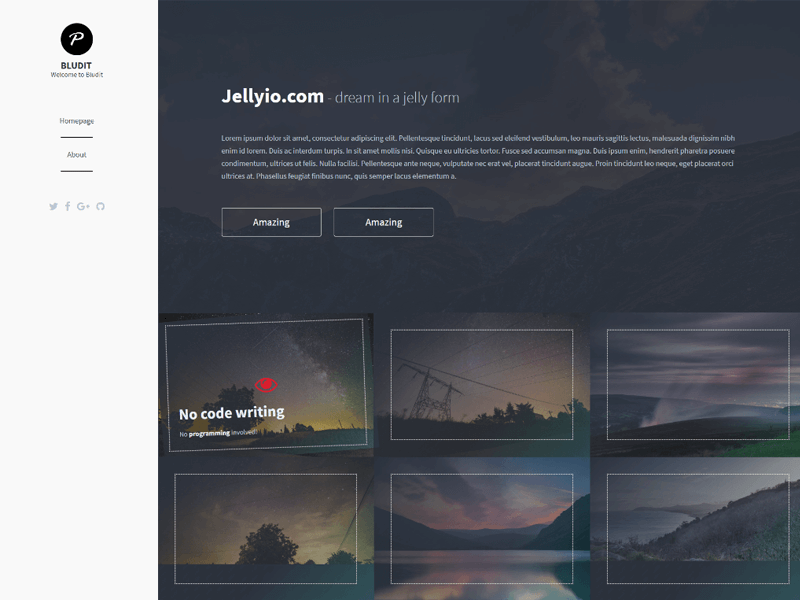 P
BLUDIT
Welcome to Bludit
Homepage
About
G+
Jellyio.com - dream in a jelly form
Lorem ipsum dolor sit amet, consectetur adipiscing elit. Pellentesque tincidunt, lacus sed eleifend vestibulum, leo mauris sagittis lectus, malesuada dignissim nibh
enim id lorem. Duis ac interdum turpis. In sit amet mollis nisi. Quisque eu ultricies tortor. Fusce sed accumsan magna. Duis ipsum enim, hendrerit pharetra posuere
condimentum, ultrices ut felis. Nulla facilisi. Pellentesque ante neque, vulputate nec erat vel, placerat tincidunt augue. Proin tincidunt leo neque, eget placerat orci
ultrices at. Phasellus feugiat finibus nunc, quis semper lacus elementum a.
Amazing
Amazing
No code writing
No programming involved!